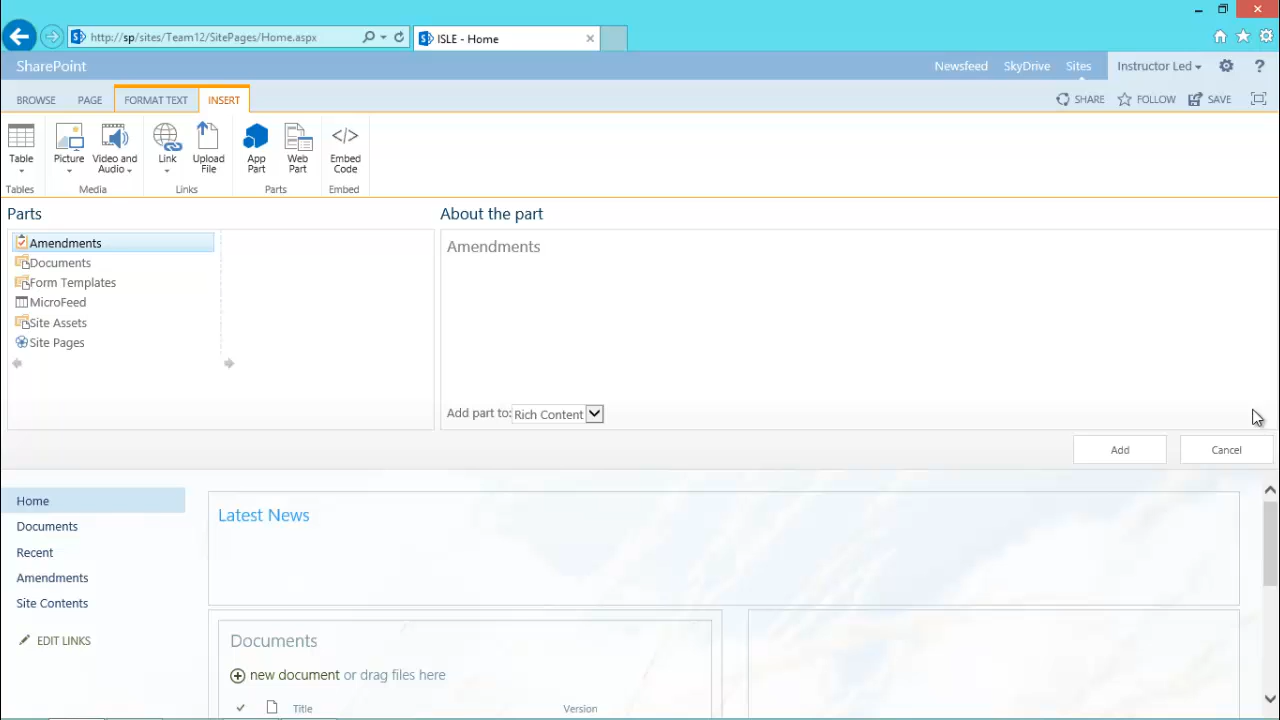 http://sp/sites/Team12/SitePages/Home.aspx
ISLE - Home
SharePoint
Newsfeed
SkyDrive
Sites
Instructor Led
?
BROWSE
PAGE
FORMAT TEXT
INSERT
SHARE
FOLLOW
SAVE
Table
Picture
Video and
Audio
Link
Upload
File
App
Part
Web
Part
Embed
Code
Tables
Media
Links
Parts
Embed
Parts
Amendments
Documents
Form Templates
MicroFeed
Site Assets
Site Pages
About the part
Amendments
Add part to: Rich Content
Add
Cancel
Home
Documents
Recent
Amendments
Site Contents
EDIT LINKS
Latest News
Documents
new document or drag files here
Title
Version